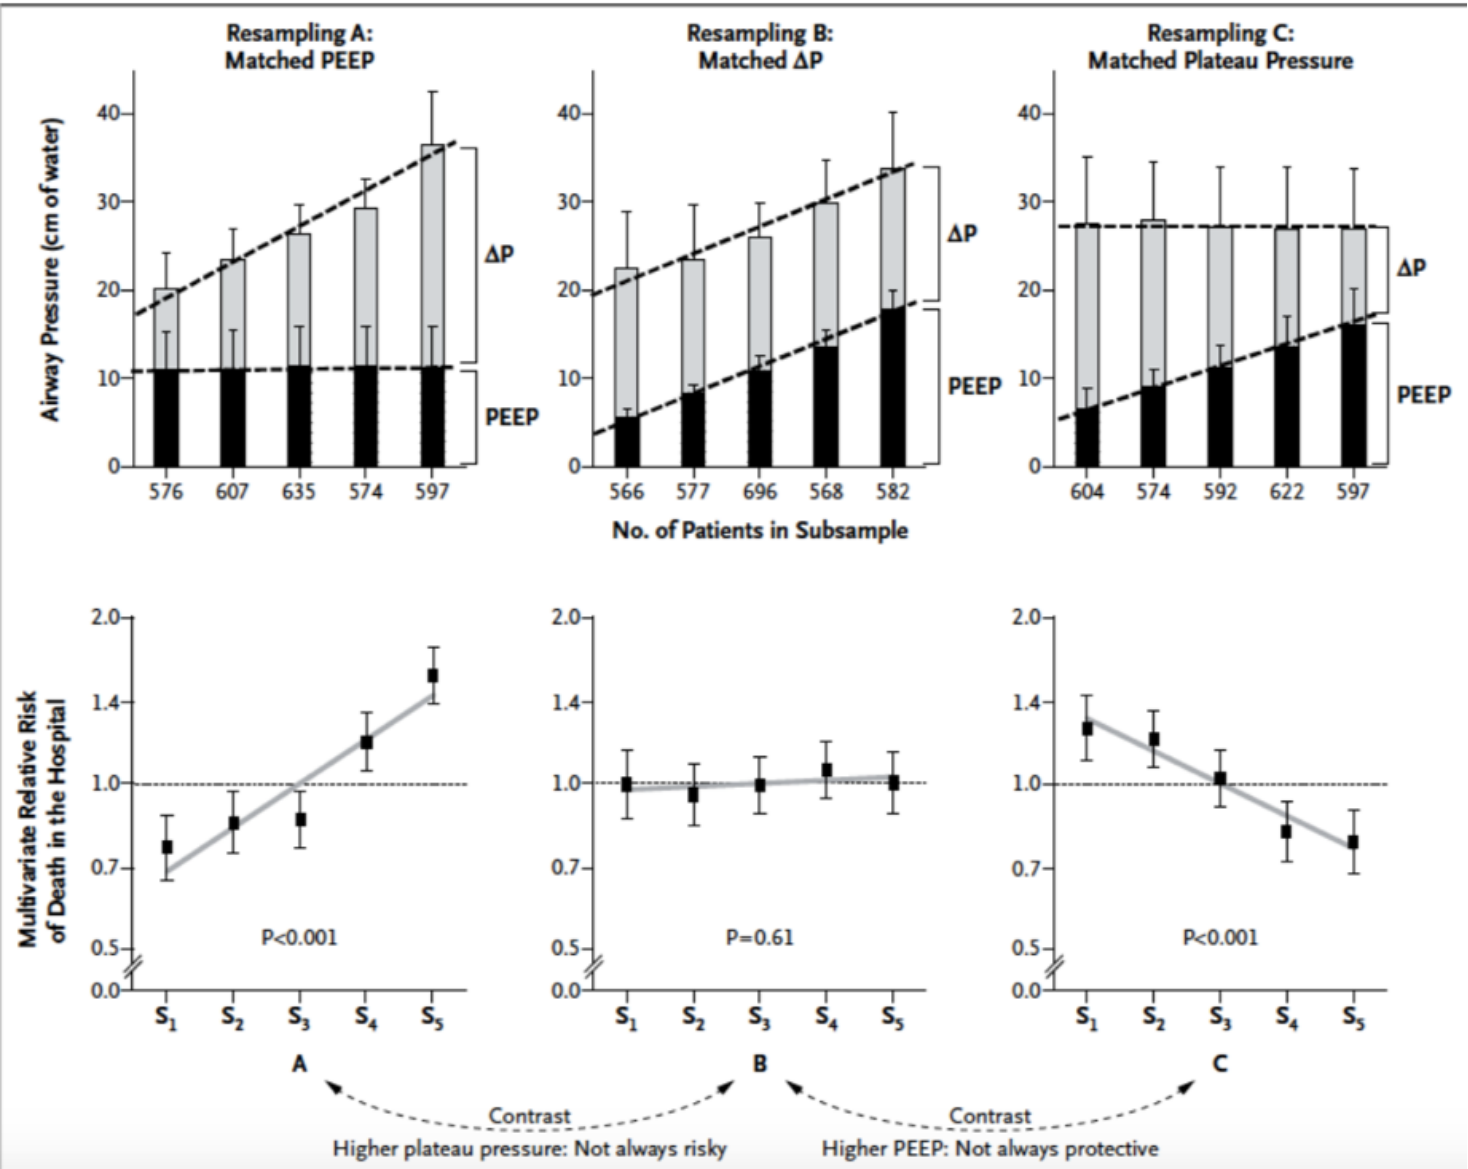 Resampling A:
Matched PEEP
Resampling B:
Matched ΔP
Resampling C:
Matched Plateau Pressure
Airway Pressure (cm of water)
40
30
20
10
0
ΔP
PEEP
576 607 635 574 597
40
30
20
10
0
ΔP
PEEP
566 577 696 568 582
40
30
20
10
0
ΔP
PEEP
604 574 592 622 597
No. of Patients in Subsample
Multivariate Relative Risk
of Death in the Hospital
2.0
1.4
1.0
0.7
0.5
0.0
P<0.001
S1 S2 S3 S4 S5
A
2.0
1.4
1.0
0.7
0.5
0.0
P=0.61
S1 S2 S3 S4 S5
B
2.0
1.4
1.0
0.7
0.5
0.0
P<0.001
S1 S2 S3 S4 S5
C
Contrast
Higher plateau pressure: Not always risky
Contrast
Higher PEEP: Not always protective